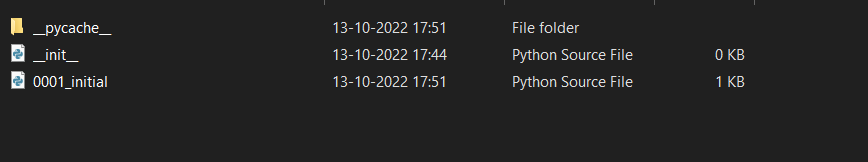 __pycache__ 13-10-2022 17:51 File folder
__init__ 13-10-2022 17:44 Python Source File 0 KB
0001_initial 13-10-2022 17:51 Python Source File 1 KB